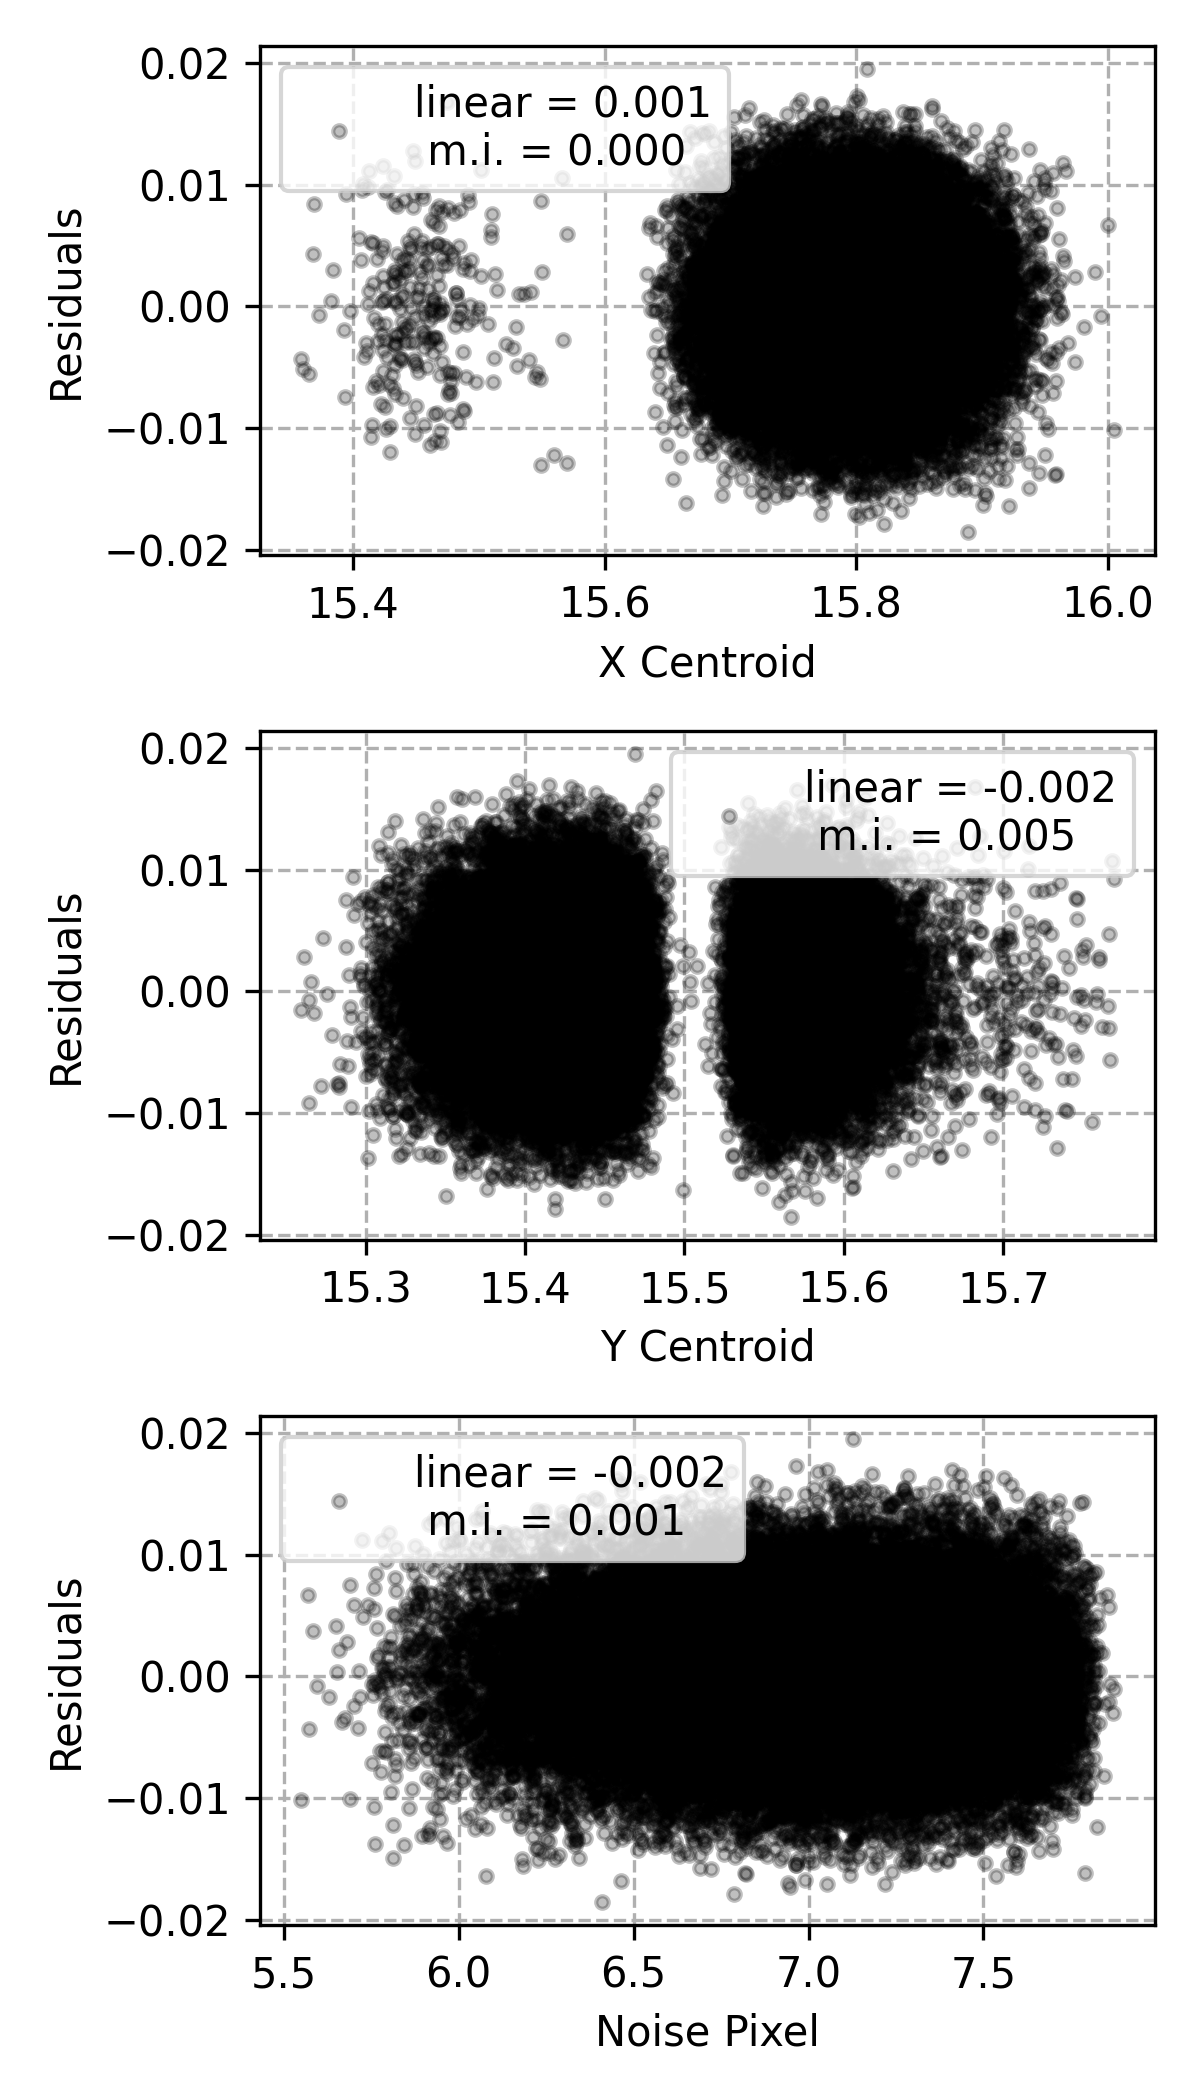 0.02
linear = 0.001
m.i. = 0.000
0.01
Residuals
0.00
−0.01
−0.02
15.4 15.6 15.8 16.0
X Centroid
0.02
linear = -0.002
m.i. = 0.005
0.01
Residuals
0.00
−0.01
−0.02
15.3 15.4 15.5 15.6 15.7
Y Centroid
0.02
linear = -0.002
m.i. = 0.001
0.01
Residuals
0.00
−0.01
−0.02
5.5 6.0 6.5 7.0 7.5
Noise Pixel